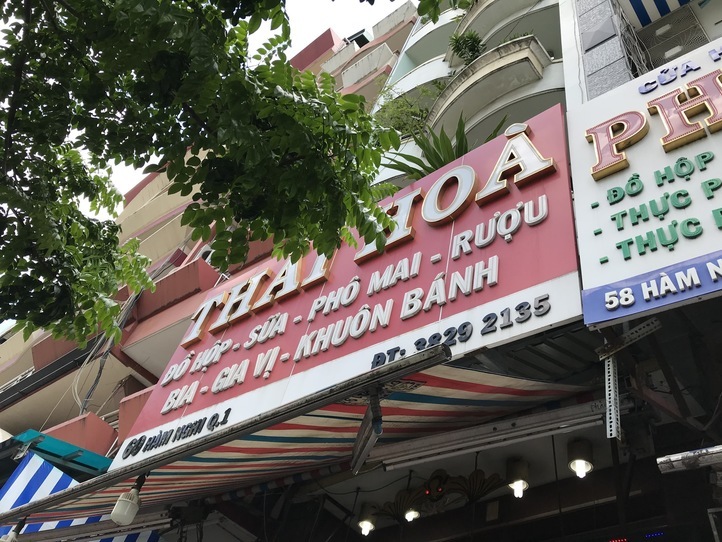 THÁI HOÀ
ĐỒ HỘP - SỮA - PHÔ MAI - RƯỢU
BIA - GIA VỊ - KHUÔN BÁNH
ĐT: 3829 2135
HÀM NGHI Q.1
CỬA
- ĐỒ HỘP
- THỰC
- THỰC
58 HÀM